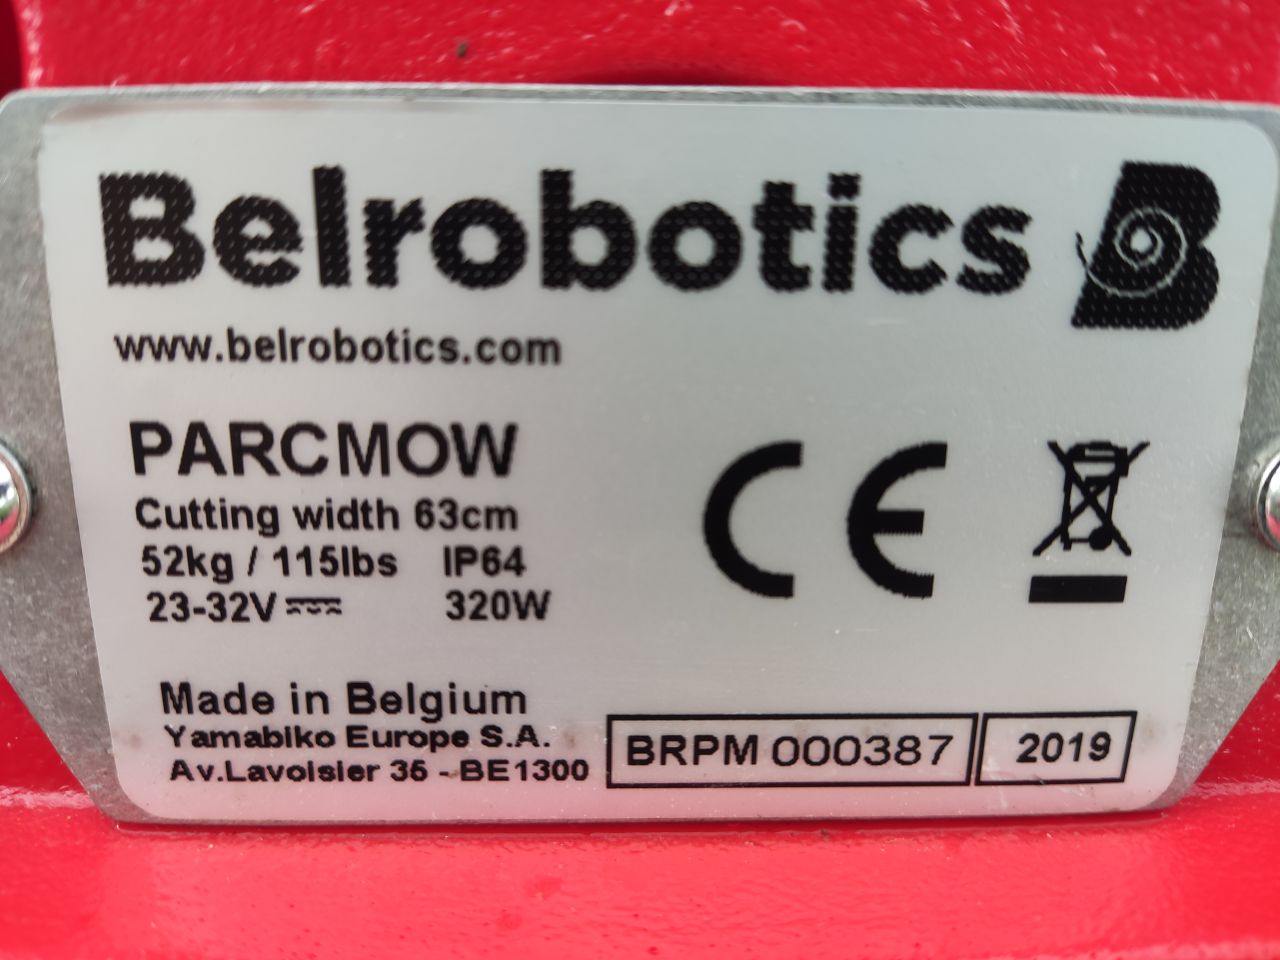 Belrobotics
www.belrobotics.com
PARCMOW
Cutting width 63cm
52kg / 115lbs IP64
23-32V 320W
CE
Made in Belgium
Yamabiko Europe S.A.
Av.Lavoisier 35 - BE1300
BRPM 000387 2019